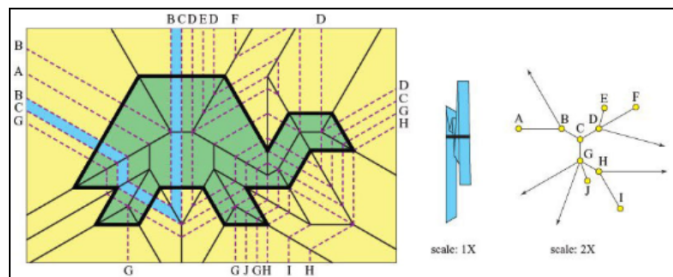 B C D E D F D
B
A
B
C
G
D
C
G
H
G G J G H I H
A B C D E F
G H
J I
scale: 1X scale: 2X